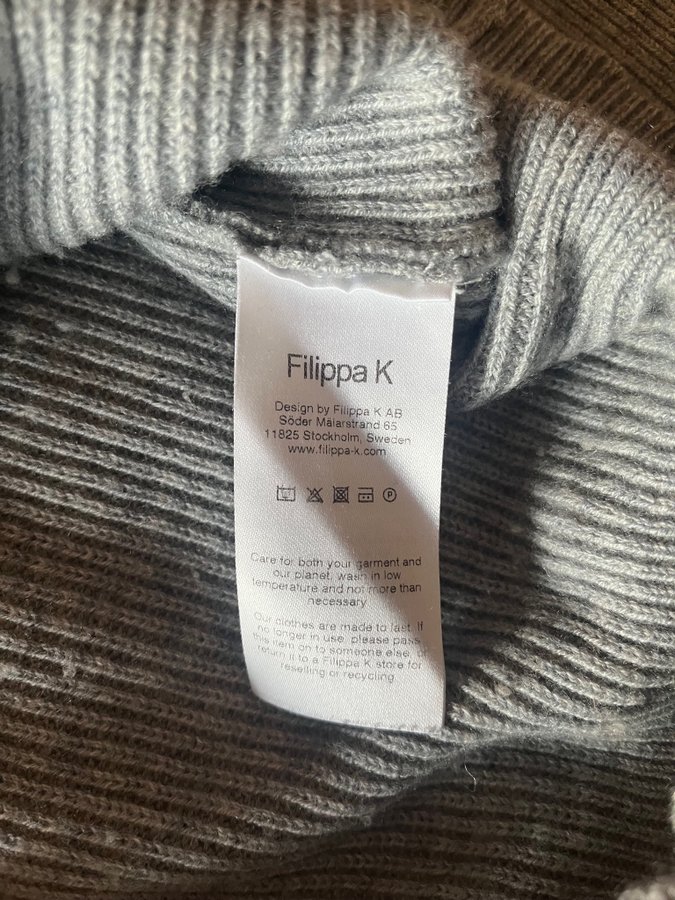 Filippa K
Design by Filippa K AB
Söder Mälarstrand 65
11825 Stockholm, Sweden
www.filippa-k.com
P
Care for both your garment and
our planet, wash in low
temperature and not more than
necessary
Our clothes are made to last. If
no longer in use, please pass
this item on to someone else, or
return it to a Filippa K store for
reselling or recycling.